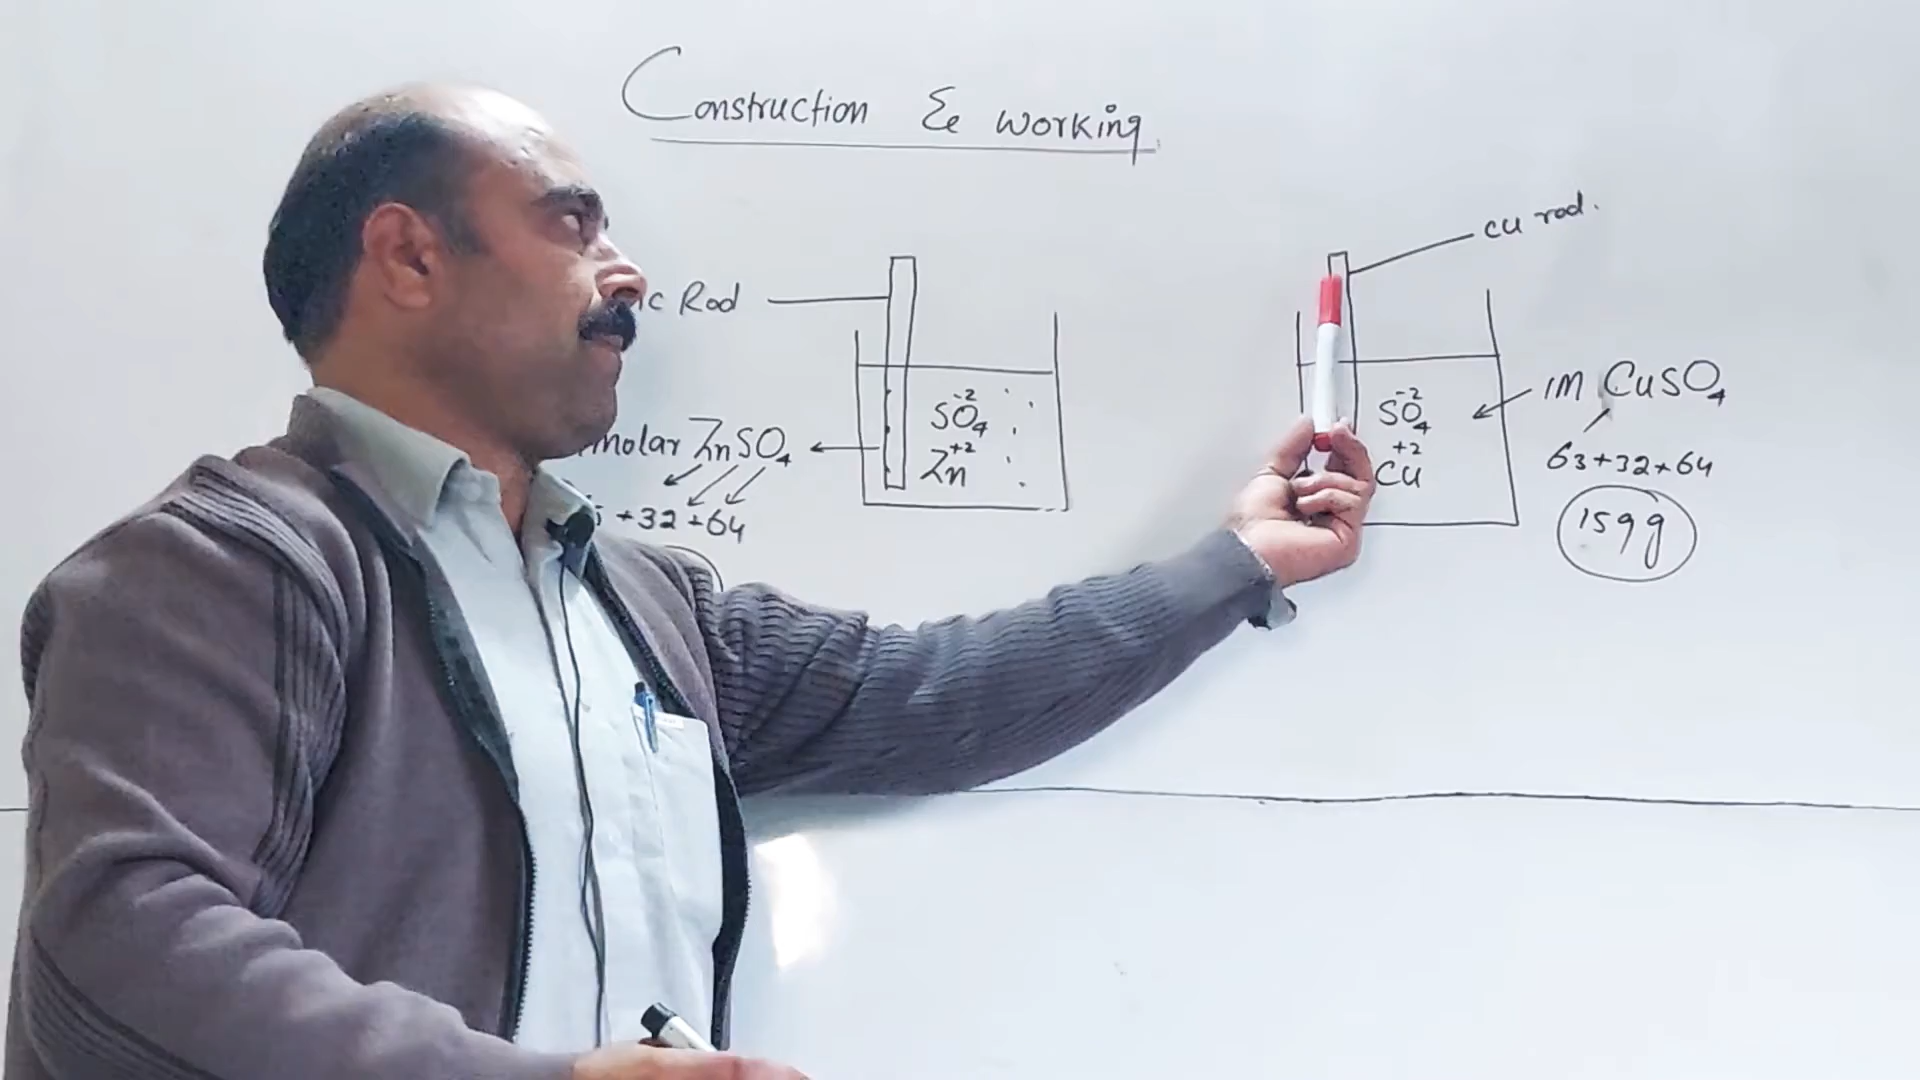 Construction & working
cu rod.
Rod
SO4-2
Zn+2
molar ZnSO4
+32+64
SO4-2
Cu+2
1M CuSO4
63+32+64
159g